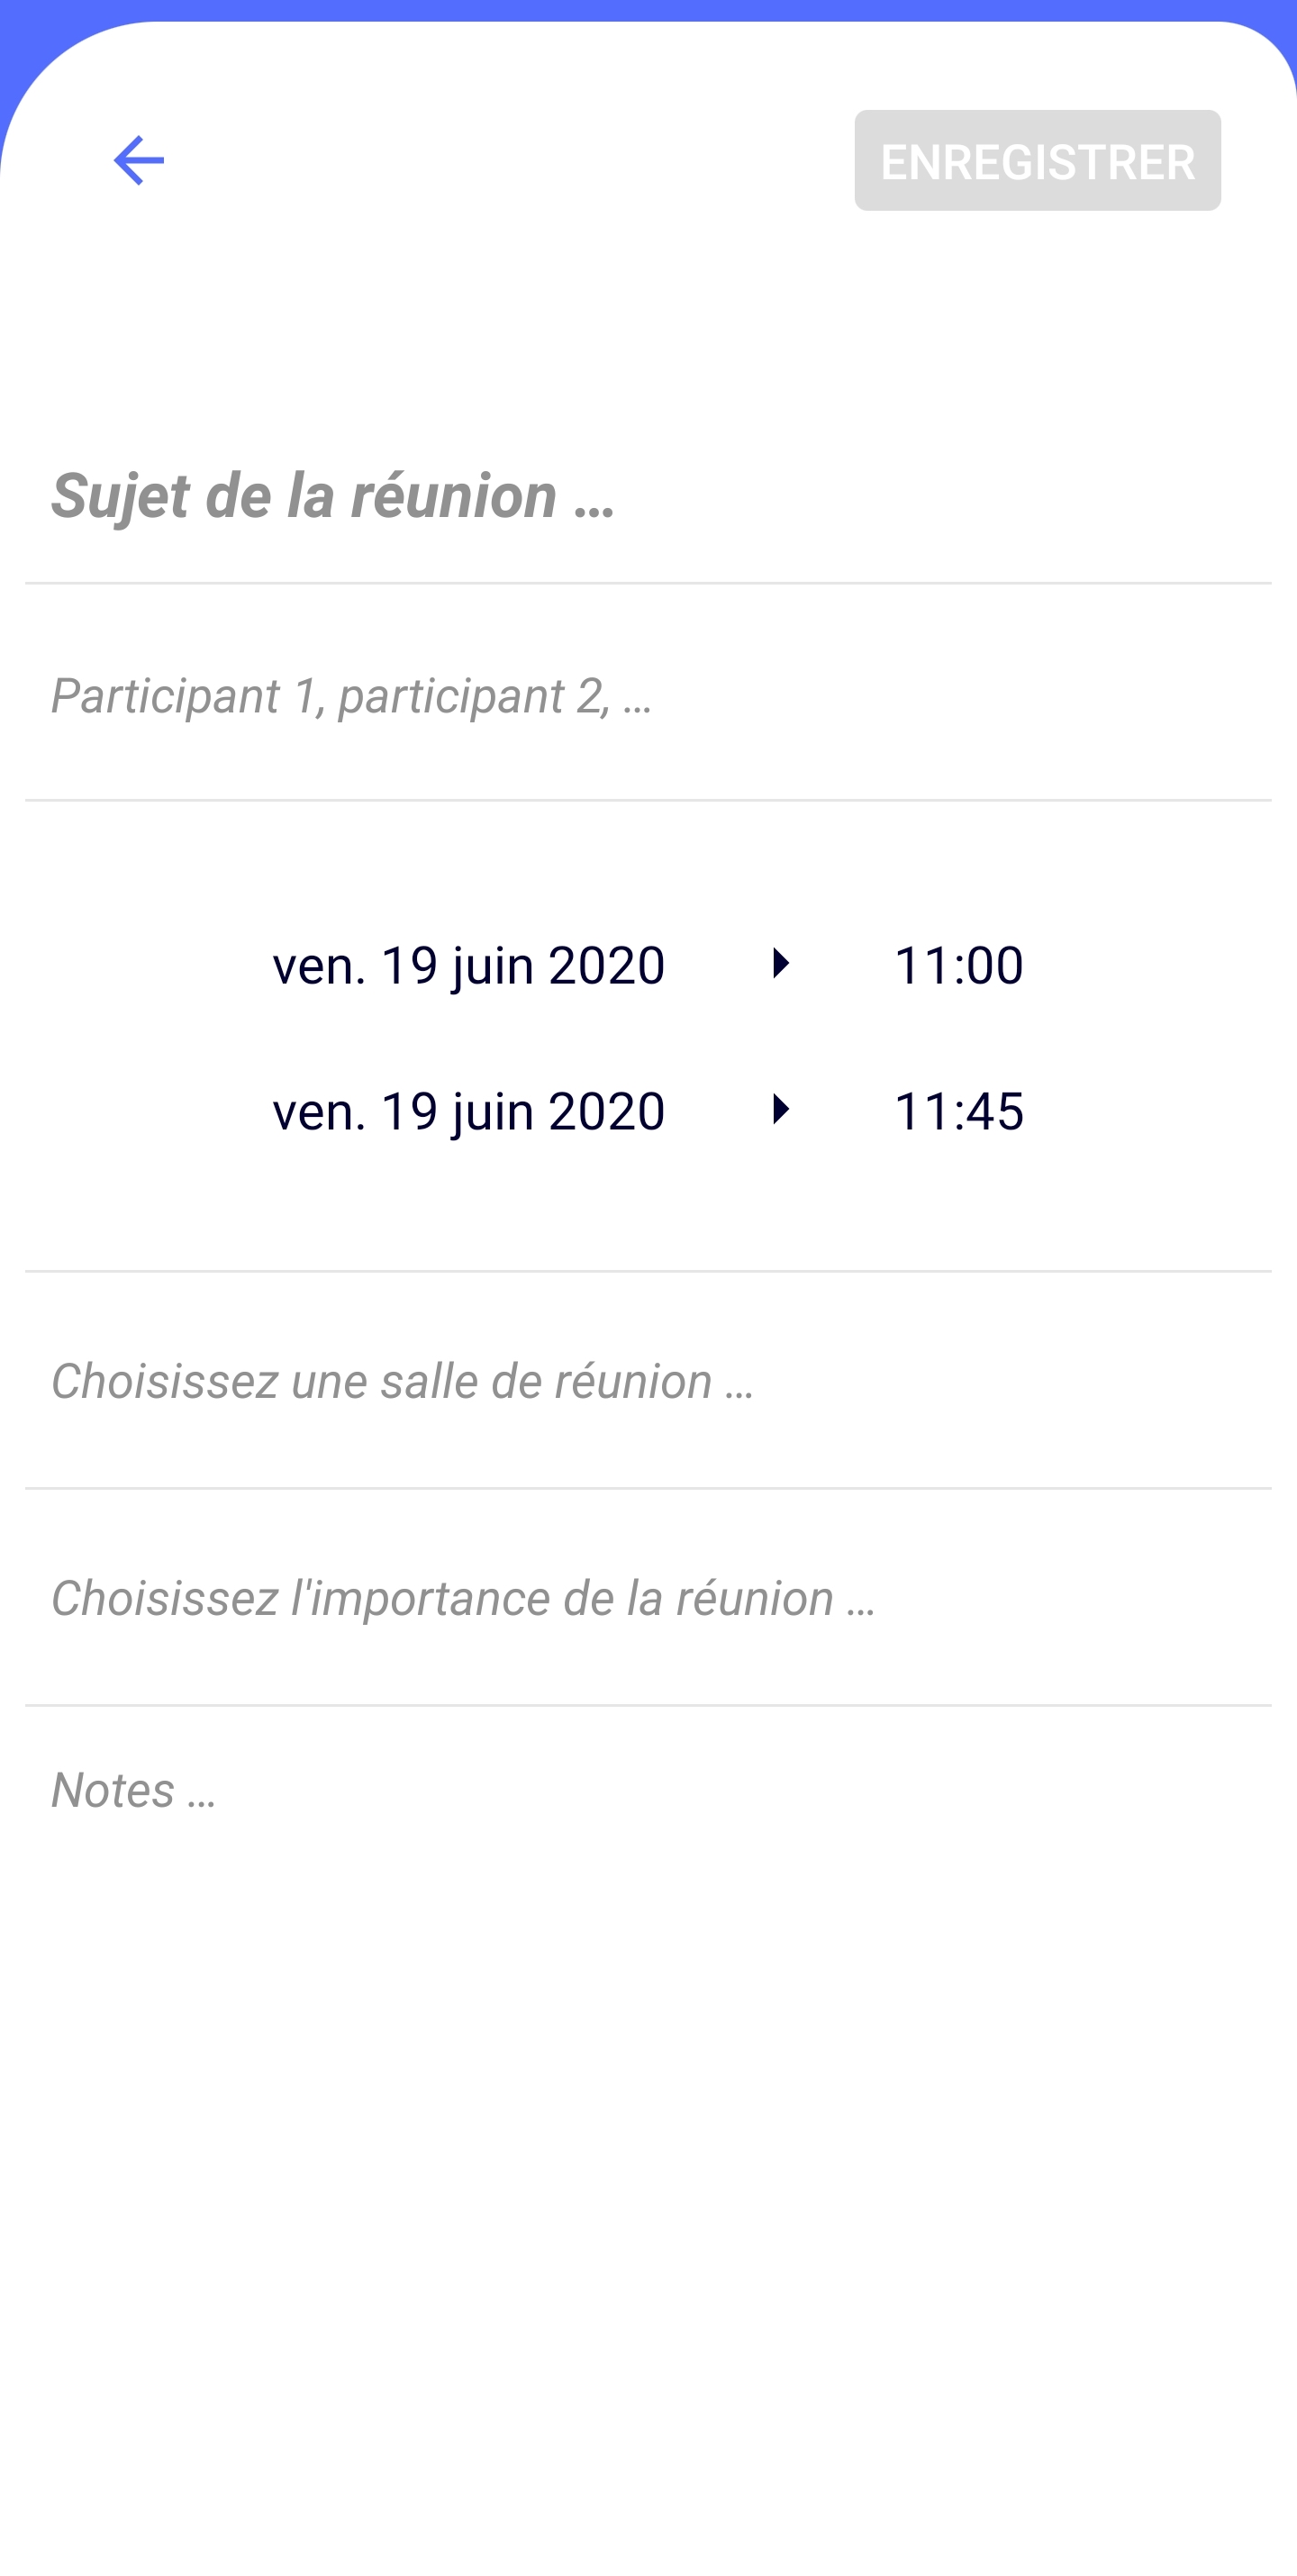 ENREGISTRER
Sujet de la réunion …
Participant 1, participant 2, …
ven. 19 juin 2020 11:00
ven. 19 juin 2020 11:45
Choisissez une salle de réunion …
Choisissez l'importance de la réunion …
Notes …